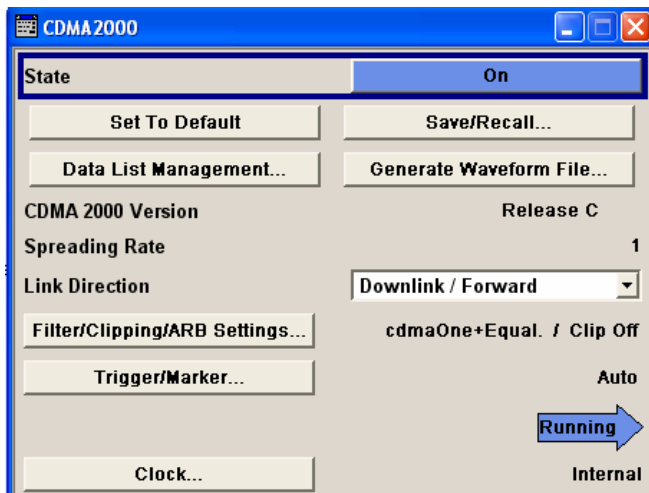 CDMA2000
State On
Set To Default Save/Recall...
Data List Management... Generate Waveform File...
CDMA 2000 Version Release C
Spreading Rate 1
Link Direction Downlink / Forward
Filter/Clipping/ARB Settings... cdmaOne+Equal. / Clip Off
Trigger/Marker... Auto
Running
Clock... Internal